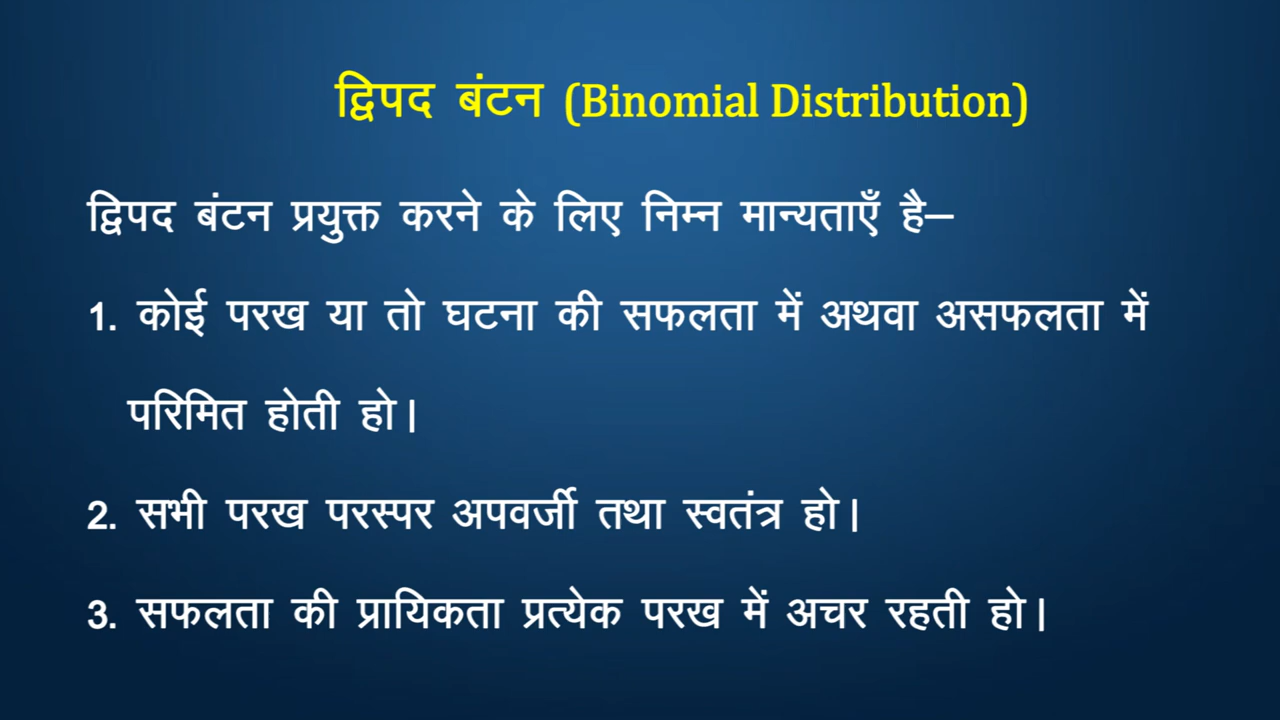 द्विपद बंटन (Binomial Distribution)
द्विपद बंटन प्रयुक्त करने के लिए निम्न मान्यताएँ है—
1. कोई परख या तो घटना की सफलता में अथवा असफलता में
परिमित होती हो।
2. सभी परख परस्पर अपवर्जी तथा स्वतंत्र हो।
3. सफलता की प्रायिकता प्रत्येक परख में अचर रहती हो।